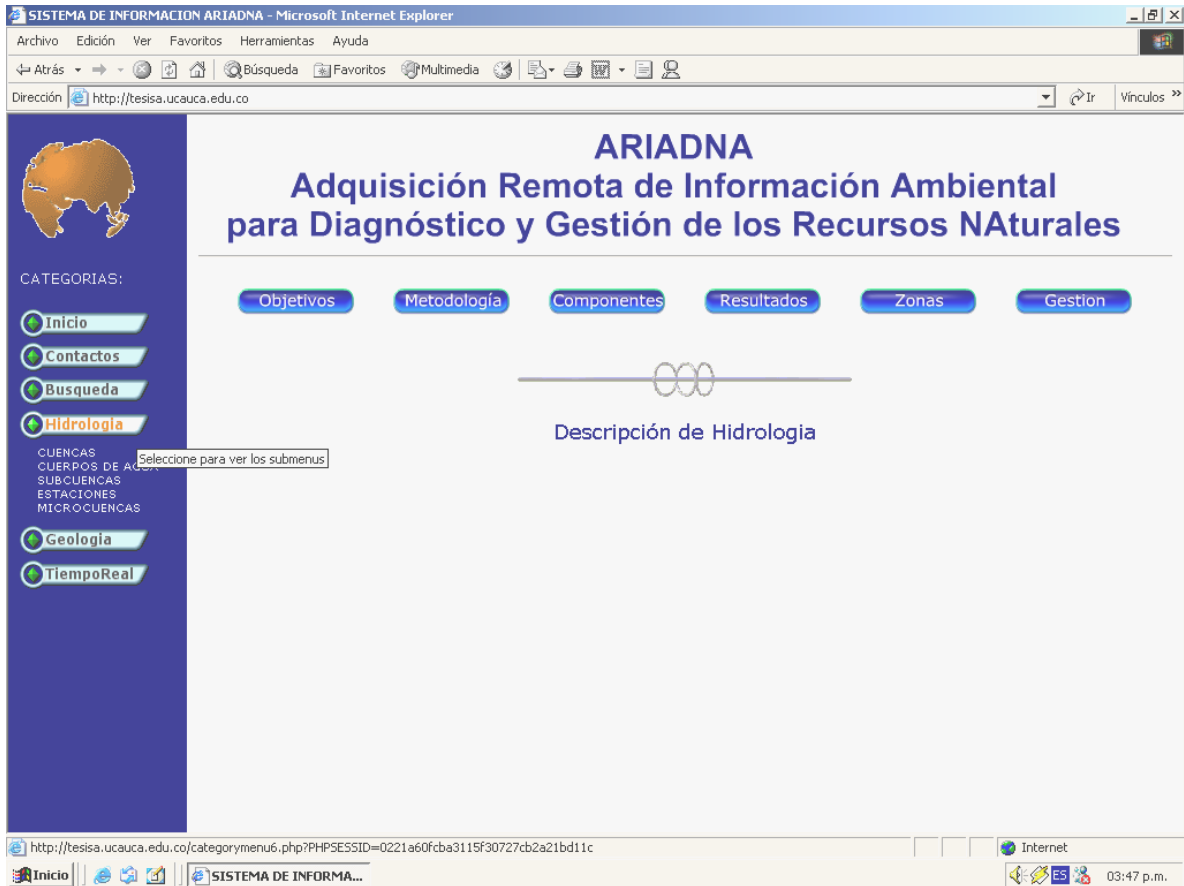 SISTEMA DE INFORMACION ARIADNA - Microsoft Internet Explorer
Archivo Edición Ver Favoritos Herramientas Ayuda
Atrás Búsqueda Favoritos Multimedia
Dirección http://tesisa.ucauca.edu.co Ir Vínculos »
ARIADNA
Adquisición Remota de Información Ambiental
para Diagnóstico y Gestión de los Recursos NAturales
CATEGORIAS:
Objetivos Metodología Componentes Resultados Zonas Gestion
Inicio
Contactos
Busqueda
Hidrologia
Descripción de Hidrologia
CUENCAS
Seleccione para ver los submenus
CUERPOS DE AGUA
SUBCUENCAS
ESTACIONES
MICROCUENCAS
Geologia
TiempoReal
http://tesisa.ucauca.edu.co/categorymenu6.php?PHPSESSID=0221a60fcba3115f30727cb2a21bd11c Internet
Inicio SISTEMA DE INFORMA... ES 03:47 p.m.